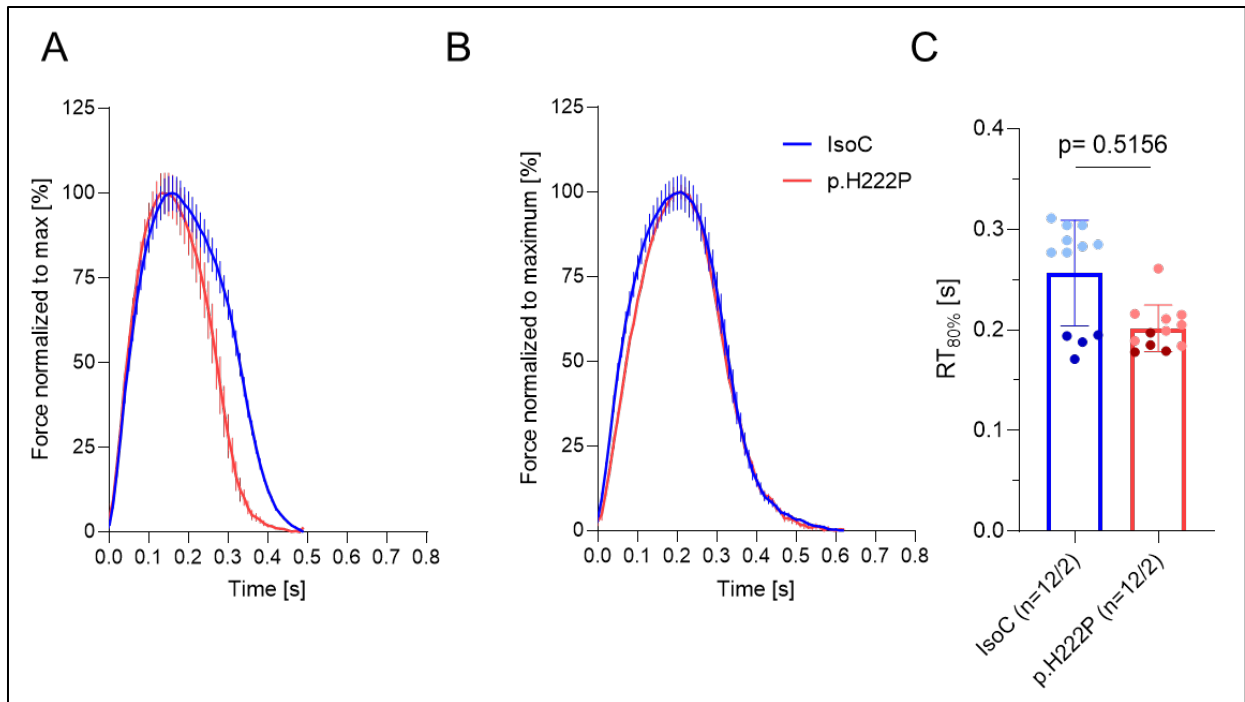 A
B
C
125
100
75
50
25
0
Force normalized to max [%]
0.0 0.1 0.2 0.3 0.4 0.5 0.6 0.7 0.8
Time [s]
125
100
75
50
25
0
Force normalized to maximum [%]
0.0 0.1 0.2 0.3 0.4 0.5 0.6 0.7 0.8
Time [s]
IsoC
p.H222P
0.4
0.3
0.2
0.1
0.0
RT80% [s]
p= 0.5156
IsoC (n=12/2)
p.H222P (n=12/2)